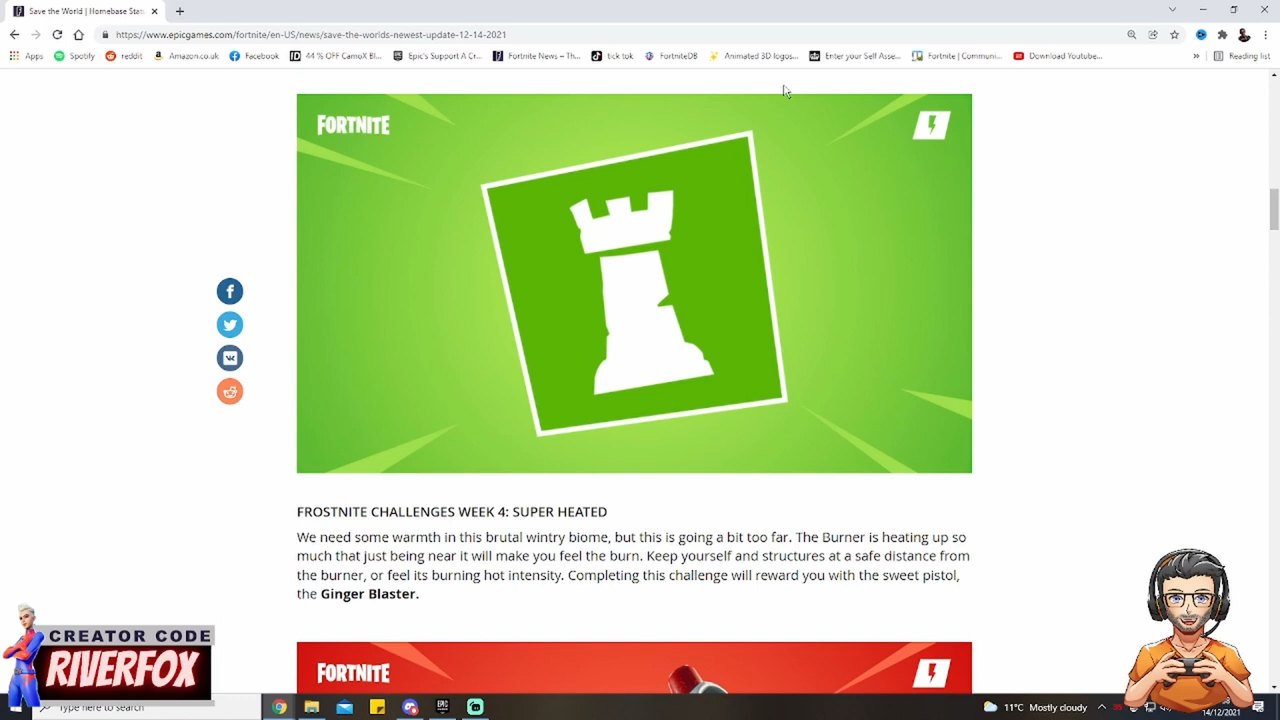 Save the World | Homebase Stat
https://www.epicgames.com/fortnite/en-US/news/save-the-worlds-newest-update-12-14-2021
Apps Spotify reddit Amazon.co.uk Facebook 44 % OFF CamoX Bl... Epic's Support A Cr... Fortnite News – Th... tick tok FortniteDB Animated 3D logos... Enter your Self Asse... Fortnite | Communi... Download Youtube... » Reading list
FORTNITE
FROSTNITE CHALLENGES WEEK 4: SUPER HEATED
We need some warmth in this brutal wintry biome, but this is going a bit too far. The Burner is heating up so
much that just being near it will make you feel the burn. Keep yourself and structures at a safe distance from
the burner, or feel its burning hot intensity. Completing this challenge will reward you with the sweet pistol,
the Ginger Blaster.
FORTNITE
CREATOR CODE
RIVERFOX
Type here to search
11°C Mostly cloudy
14/12/2021